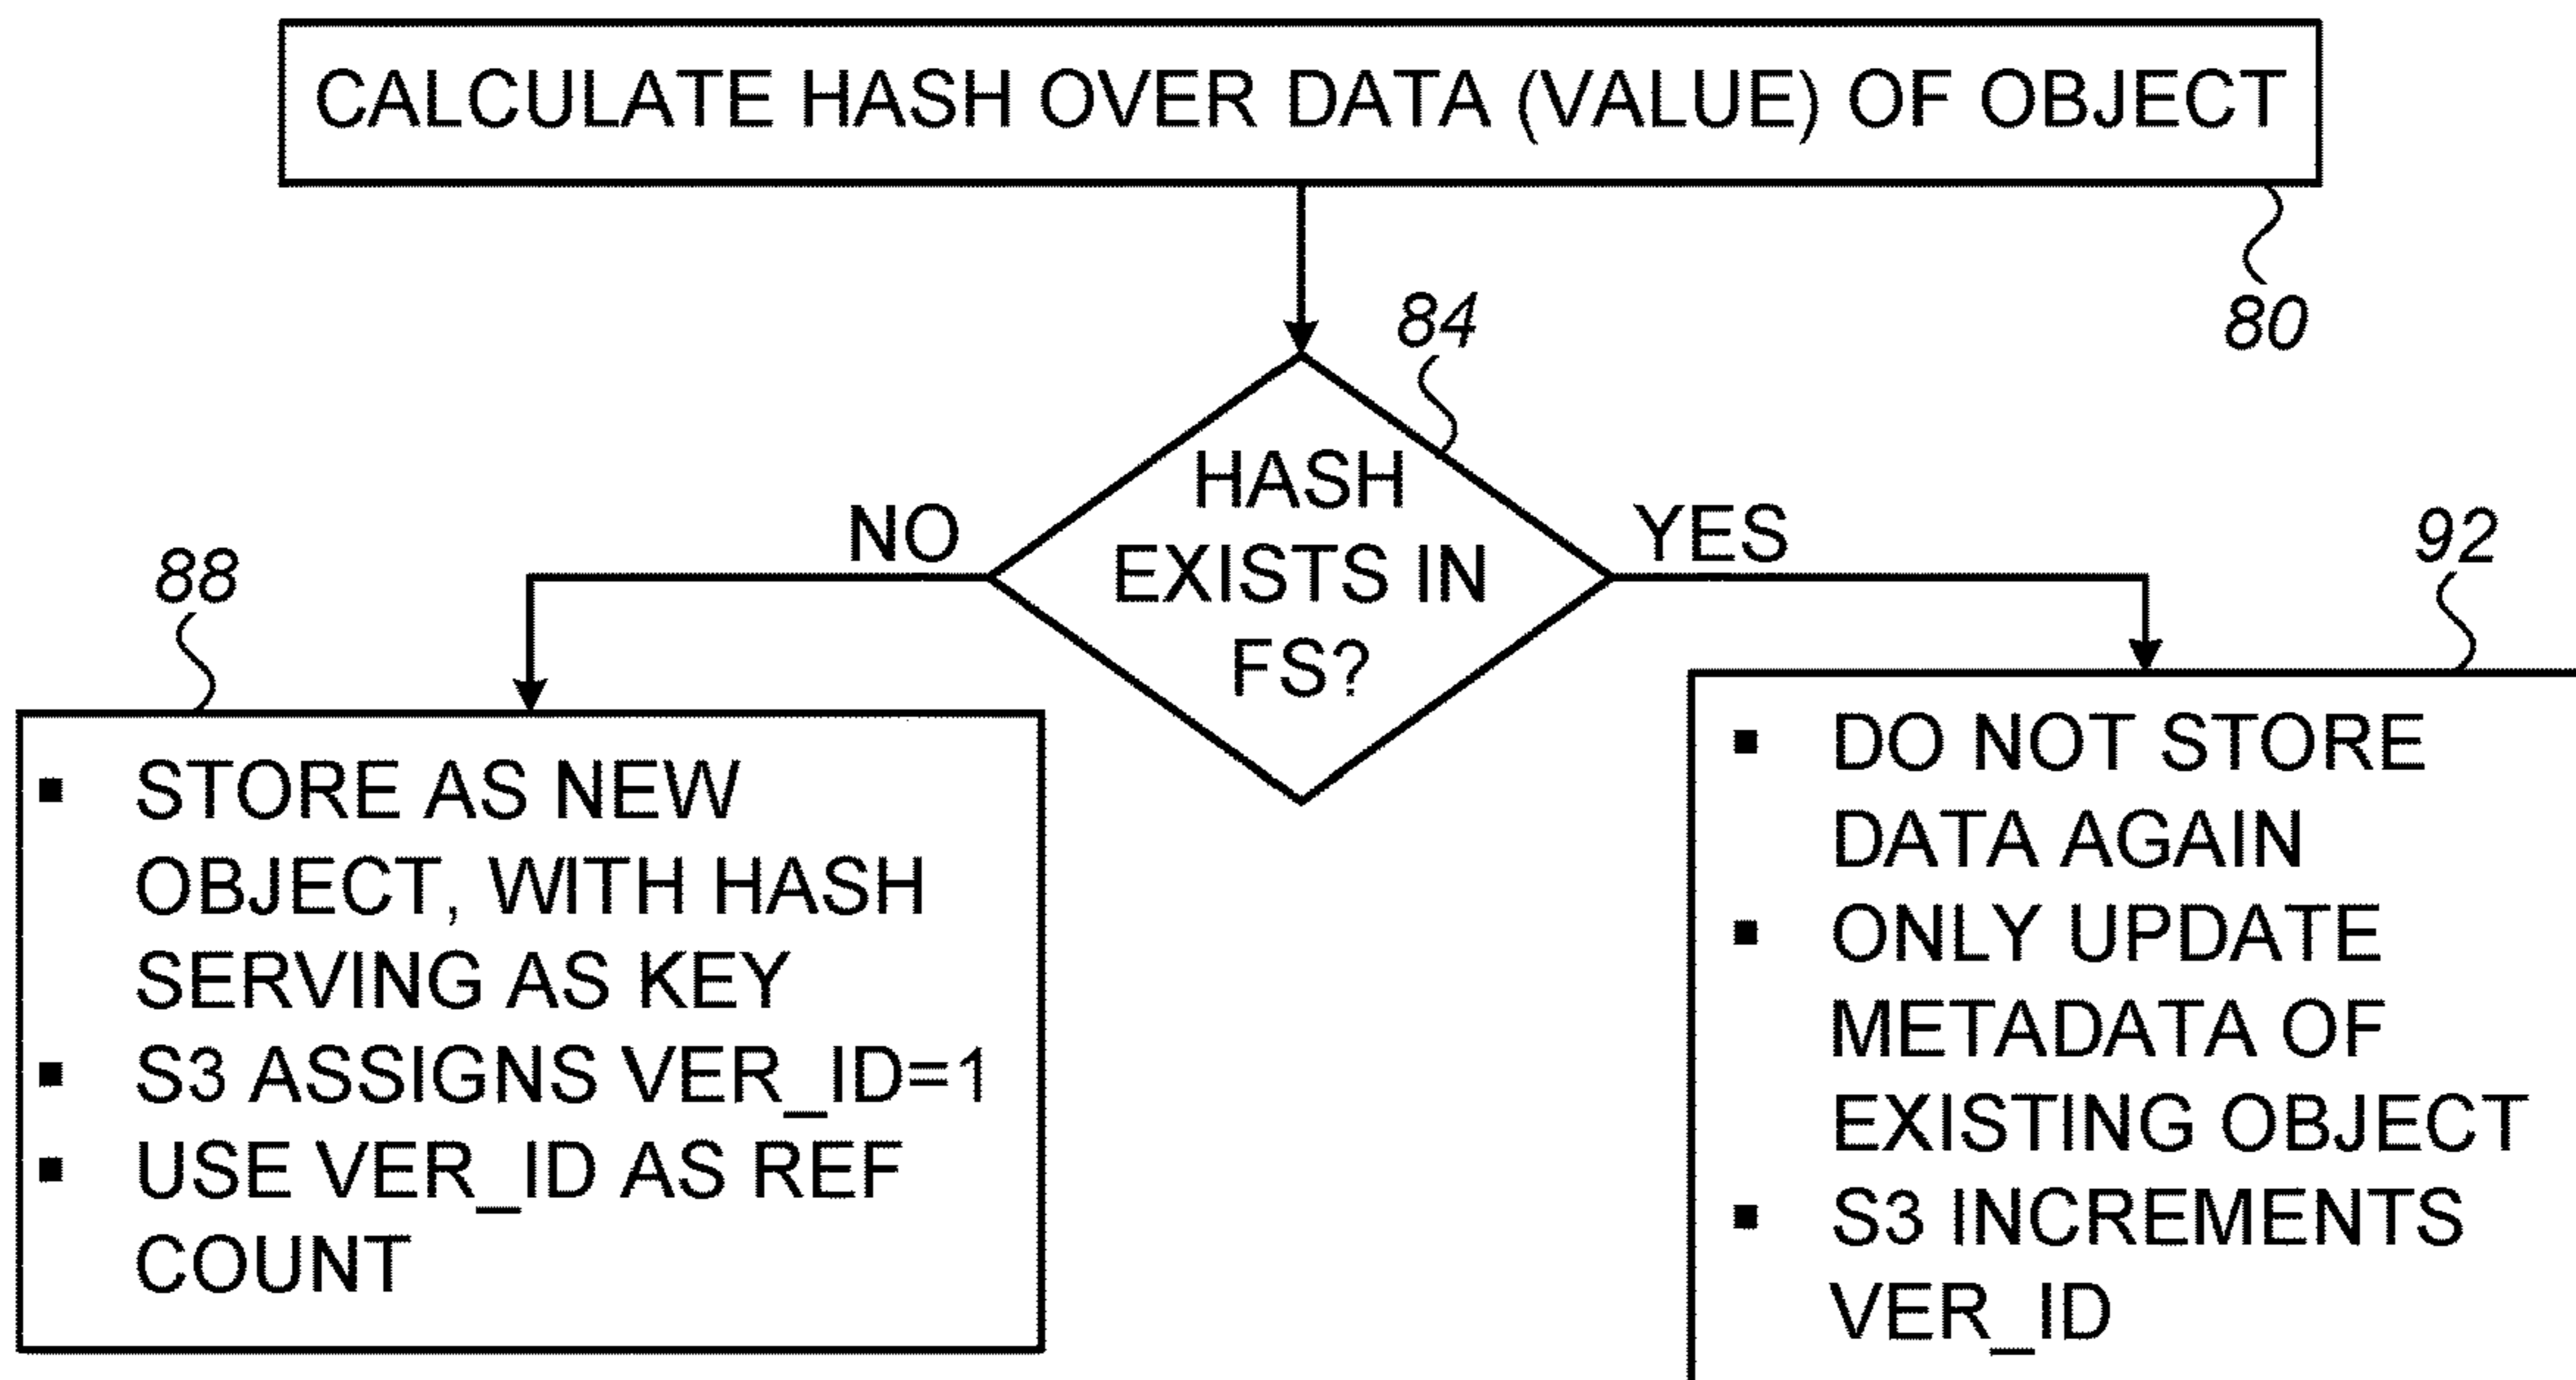 CALCULATE HASH OVER DATA (VALUE) OF OBJECT
80
84
HASH
EXISTS IN
FS?
NO
YES
88
▪ STORE AS NEW
OBJECT, WITH HASH
SERVING AS KEY
▪ S3 ASSIGNS VER_ID=1
▪ USE VER_ID AS REF
COUNT
92
▪ DO NOT STORE
DATA AGAIN
▪ ONLY UPDATE
METADATA OF
EXISTING OBJECT
▪ S3 INCREMENTS
VER_ID